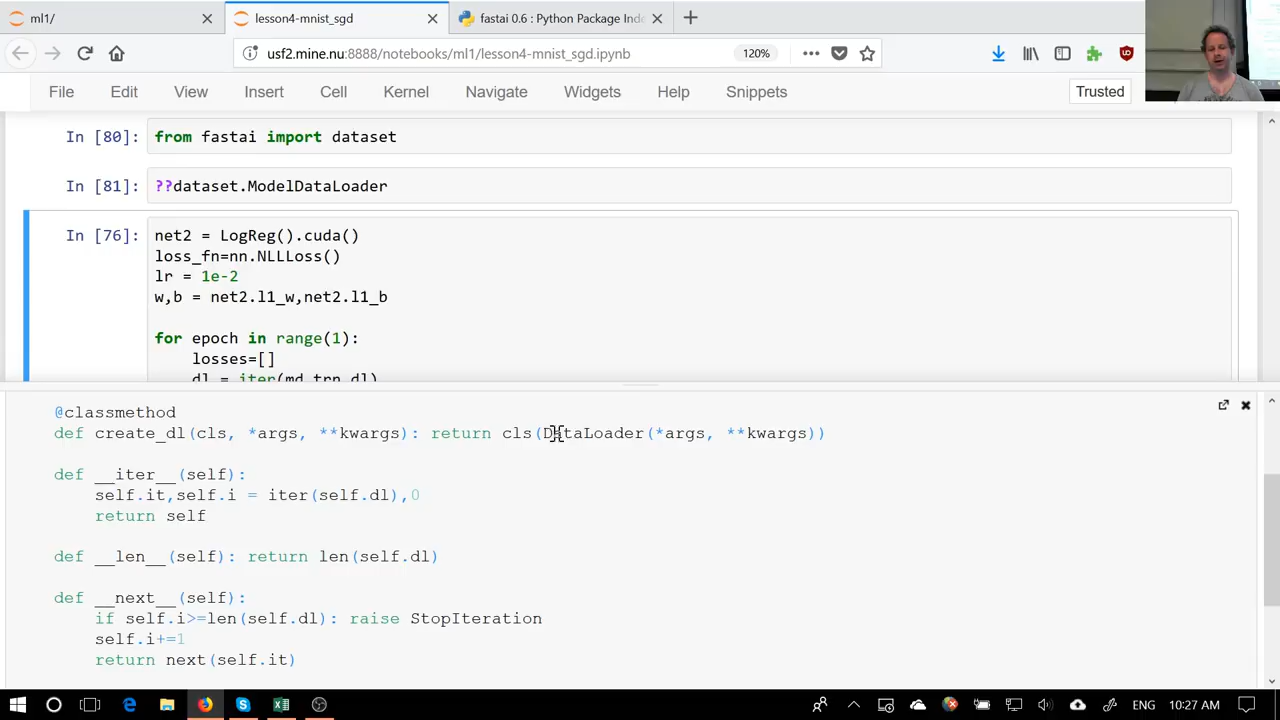 ml1/
lesson4-mnist_sgd
fastai 0.6 : Python Package Inde
usf2.mine.nu:8888/notebooks/ml1/lesson4-mnist_sgd.ipynb
120%
File Edit View Insert Cell Kernel Navigate Widgets Help Snippets
Trusted
In [80]: from fastai import dataset
In [81]: ??dataset.ModelDataLoader
In [76]: net2 = LogReg().cuda()
loss_fn=nn.NLLLoss()
lr = 1e-2
w,b = net2.l1_w,net2.l1_b
for epoch in range(1):
losses=[]
dl = iter(md.trn_dl)
@classmethod
def create_dl(cls, *args, **kwargs): return cls(DataLoader(*args, **kwargs))
def __iter__(self):
self.it,self.i = iter(self.dl),0
return self
def __len__(self): return len(self.dl)
def __next__(self):
if self.i>=len(self.dl): raise StopIteration
self.i+=1
return next(self.it)
ENG 10:27 AM